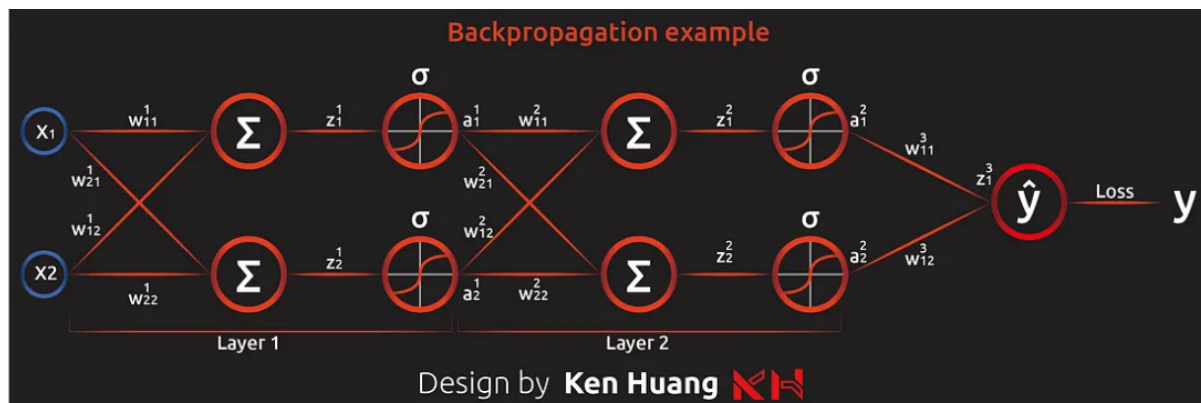 Backpropagation example
σ σ
X₁ w¹₁₁ Σ z¹₁ a¹₁ w²₁₁ Σ z²₁ a²₁
w³₁₁
w¹₂₁ w²₂₁ z³₁ ŷ Loss y
w¹₁₂ σ w²₁₂ σ
w³₁₂
X2 Σ z¹₂ Σ z²₂ a²₂
w¹₂₂ a¹₂ w²₂₂
Layer 1 Layer 2
Design by Ken Huang KH